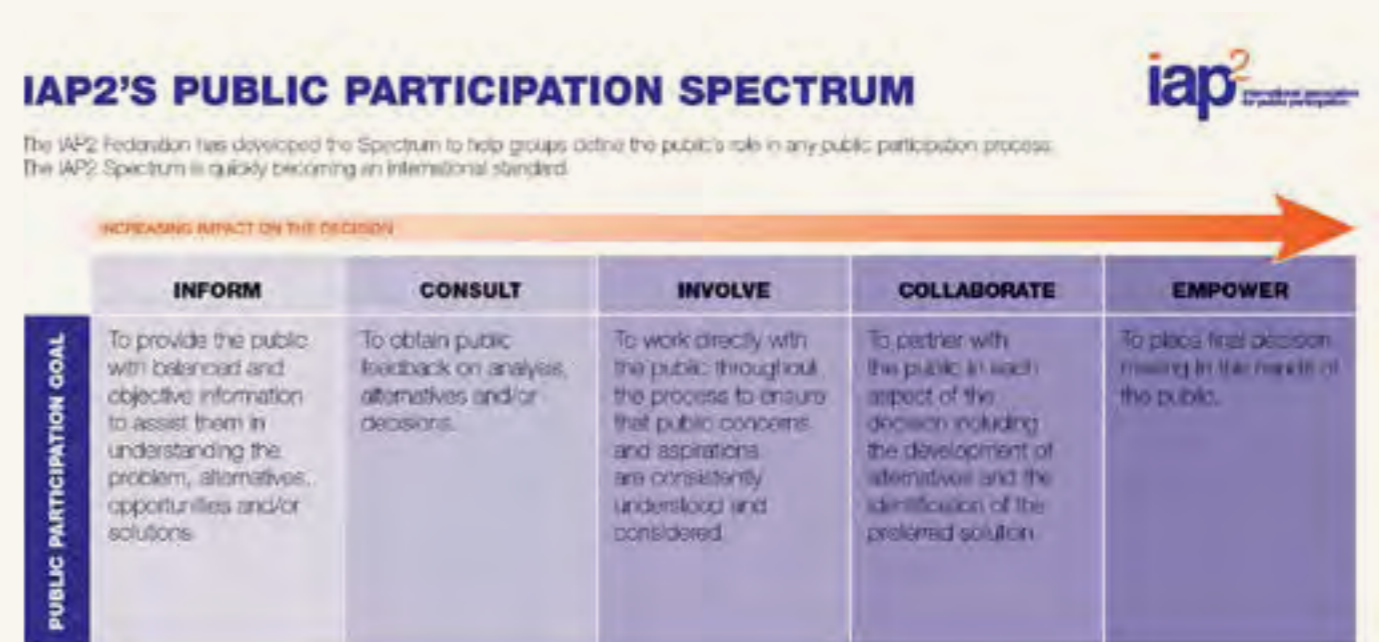 IAP2'S PUBLIC PARTICIPATION SPECTRUM
iap2
international association
for public participation
The IAP2 Federation has developed the Spectrum to help groups define the public's role in any public participation process.
The IAP2 Spectrum is quickly becoming an international standard.
INCREASING IMPACT ON THE DECISION
INFORM
CONSULT
INVOLVE
COLLABORATE
EMPOWER
PUBLIC PARTICIPATION GOAL
To provide the public
with balanced and
objective information
to assist them in
understanding the
problem, alternatives,
opportunities and/or
solutions.
To obtain public
feedback on analysis,
alternatives and/or
decisions.
To work directly with
the public throughout
the process to ensure
that public concerns
and aspirations
are consistently
understood and
considered.
To partner with
the public in each
aspect of the
decision including
the development of
alternatives and the
identification of the
preferred solution.
To place final decision
making in the hands of
the public.